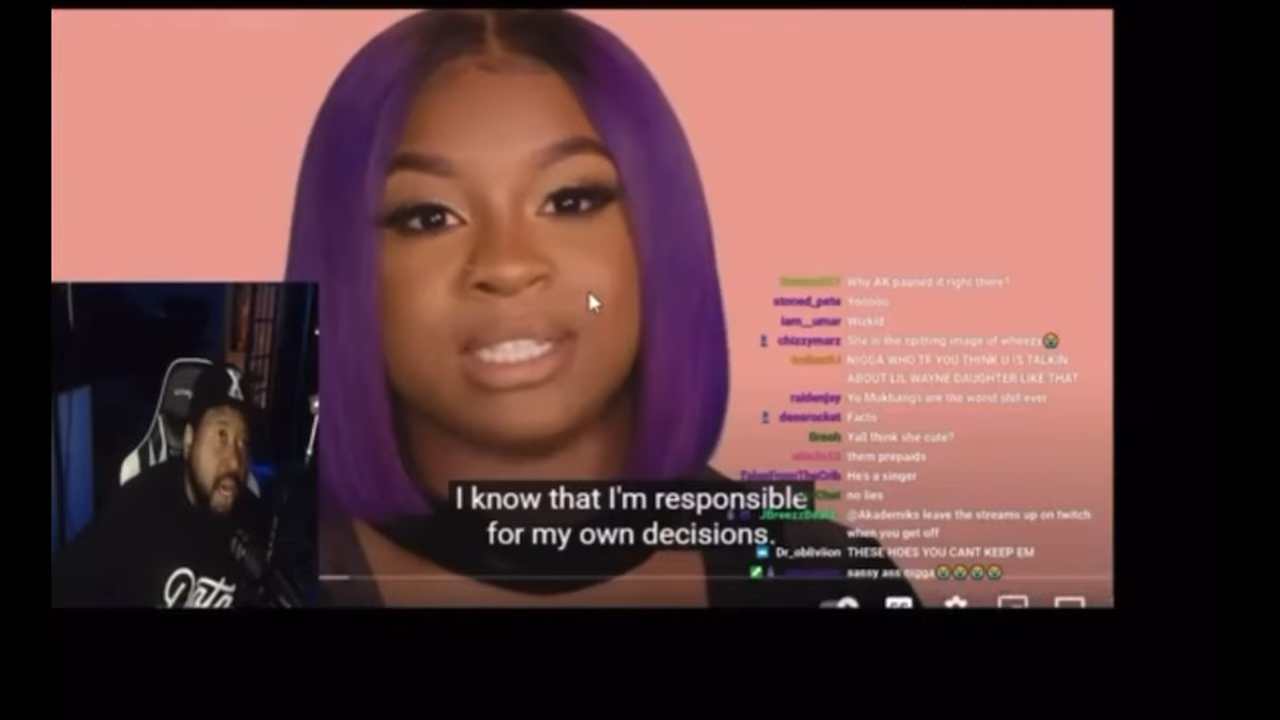 Why AK paused it right there?
stoned_pete Yooooo
iam__umar Wizkid
chizzymarz She is the spitting image of wheezy😭
NIGGA WHO TF YOU THINK U IS TALKIN
ABOUT LIL WAYNE DAUGHTER LIKE THAT
raidenjay Yo Mukbangs are the worst shit ever
deesrocket Facts
Breoh Yall think she cute?
them prepaids
He's a singer
no lies
I know that I'm responsible
for my own decisions.
@Akademiks leave the streams up on twitch
when you get off
Dr_obliviion THESE HOES YOU CANT KEEP EM
sassy ass nigga😭😭😭😭